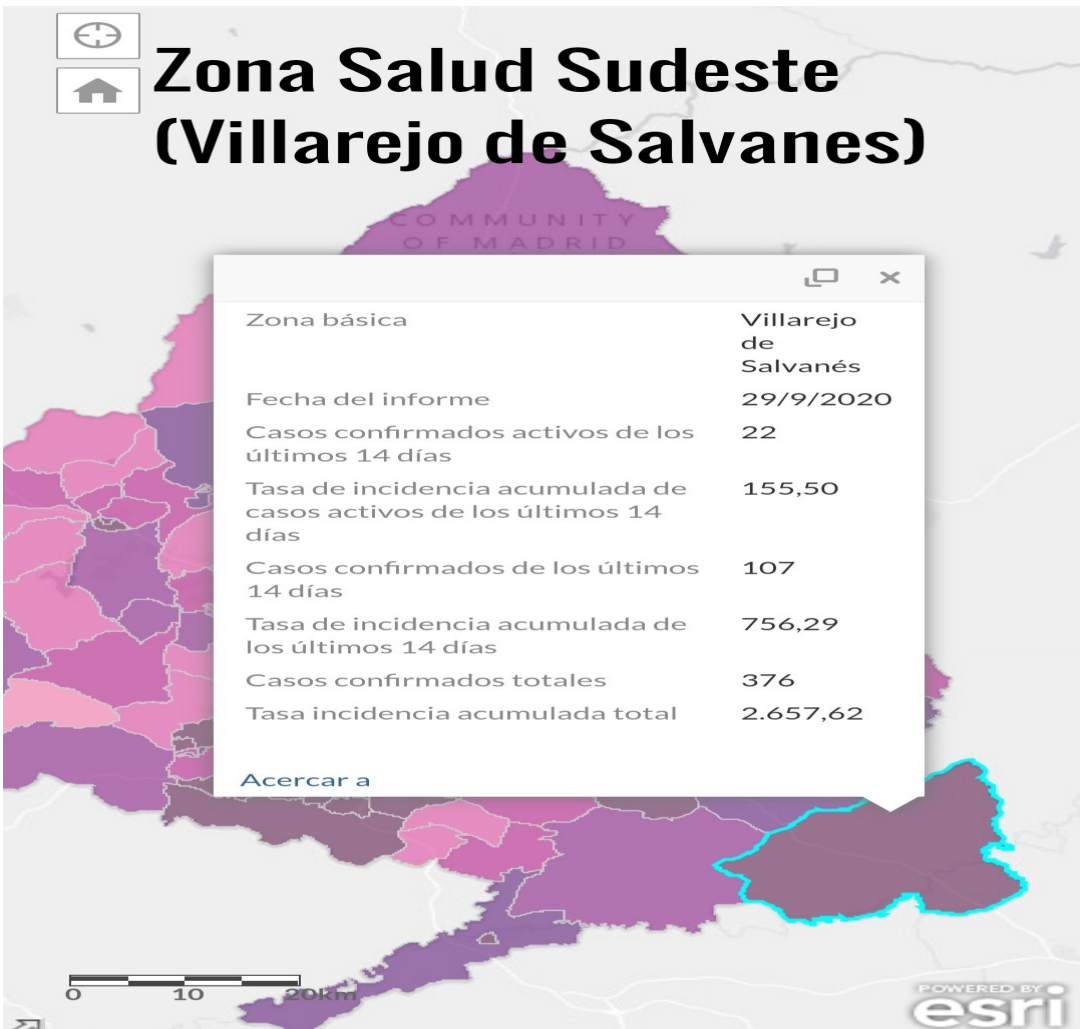 Zona Salud Sudeste
(Villarejo de Salvanes)
COMMUNITY
OF MADRID
Zona básica
Villarejo
de
Salvanés
Fecha del informe
29/9/2020
Casos confirmados activos de los
últimos 14 días
22
Tasa de incidencia acumulada de
casos activos de los últimos 14
días
155,50
Casos confirmados de los últimos
14 días
107
Tasa de incidencia acumulada de
los últimos 14 días
756,29
Casos confirmados totales
376
Tasa incidencia acumulada total
2.657,62
Acercar a
0 10 20km
POWERED BY
esri